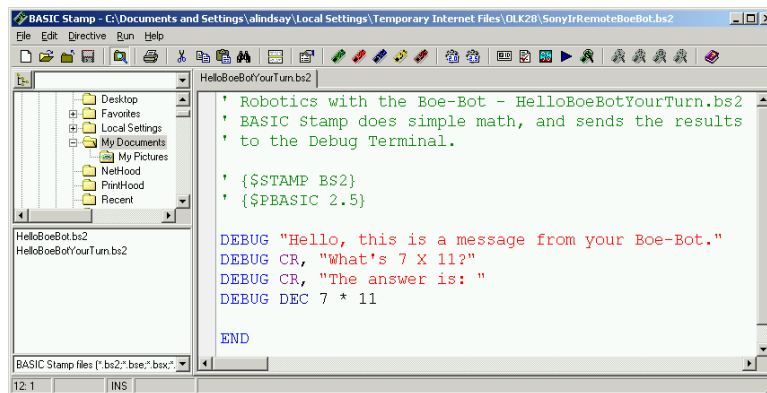 BASIC Stamp - C:\Documents and Settings\alindsay\Local Settings\Temporary Internet Files\OLK28\SonyIrRemoteBoeBot.bs2
File Edit Directive Run Help
HelloBoeBotYourTurn.bs2
Desktop
Favorites
Local Settings
My Documents
My Pictures
NetHood
PrintHood
Recent
HelloBoeBot.bs2
HelloBoeBotYourTurn.bs2
BASIC Stamp files (*.bs2;*.bse;*.bsx;*.
' Robotics with the Boe-Bot - HelloBoeBotYourTurn.bs2
' BASIC Stamp does simple math, and sends the results
' to the Debug Terminal.
' {$STAMP BS2}
' {$PBASIC 2.5}
DEBUG "Hello, this is a message from your Boe-Bot."
DEBUG CR, "What's 7 X 11?"
DEBUG CR, "The answer is: "
DEBUG DEC 7 * 11
END
12: 1 INS